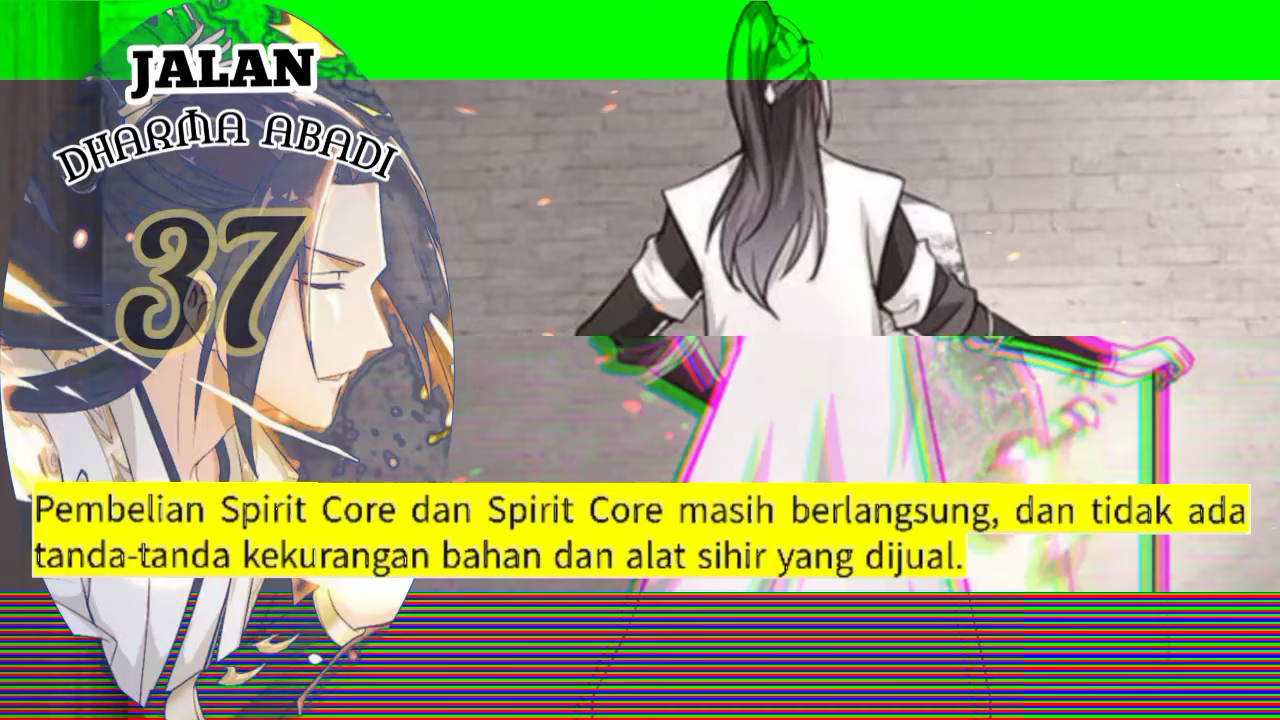 JALAN
DHARMA ABADI
37
Pembelian Spirit Core dan Spirit Core masih berlangsung, dan tidak ada
tanda-tanda kekurangan bahan dan alat sihir yang dijual.